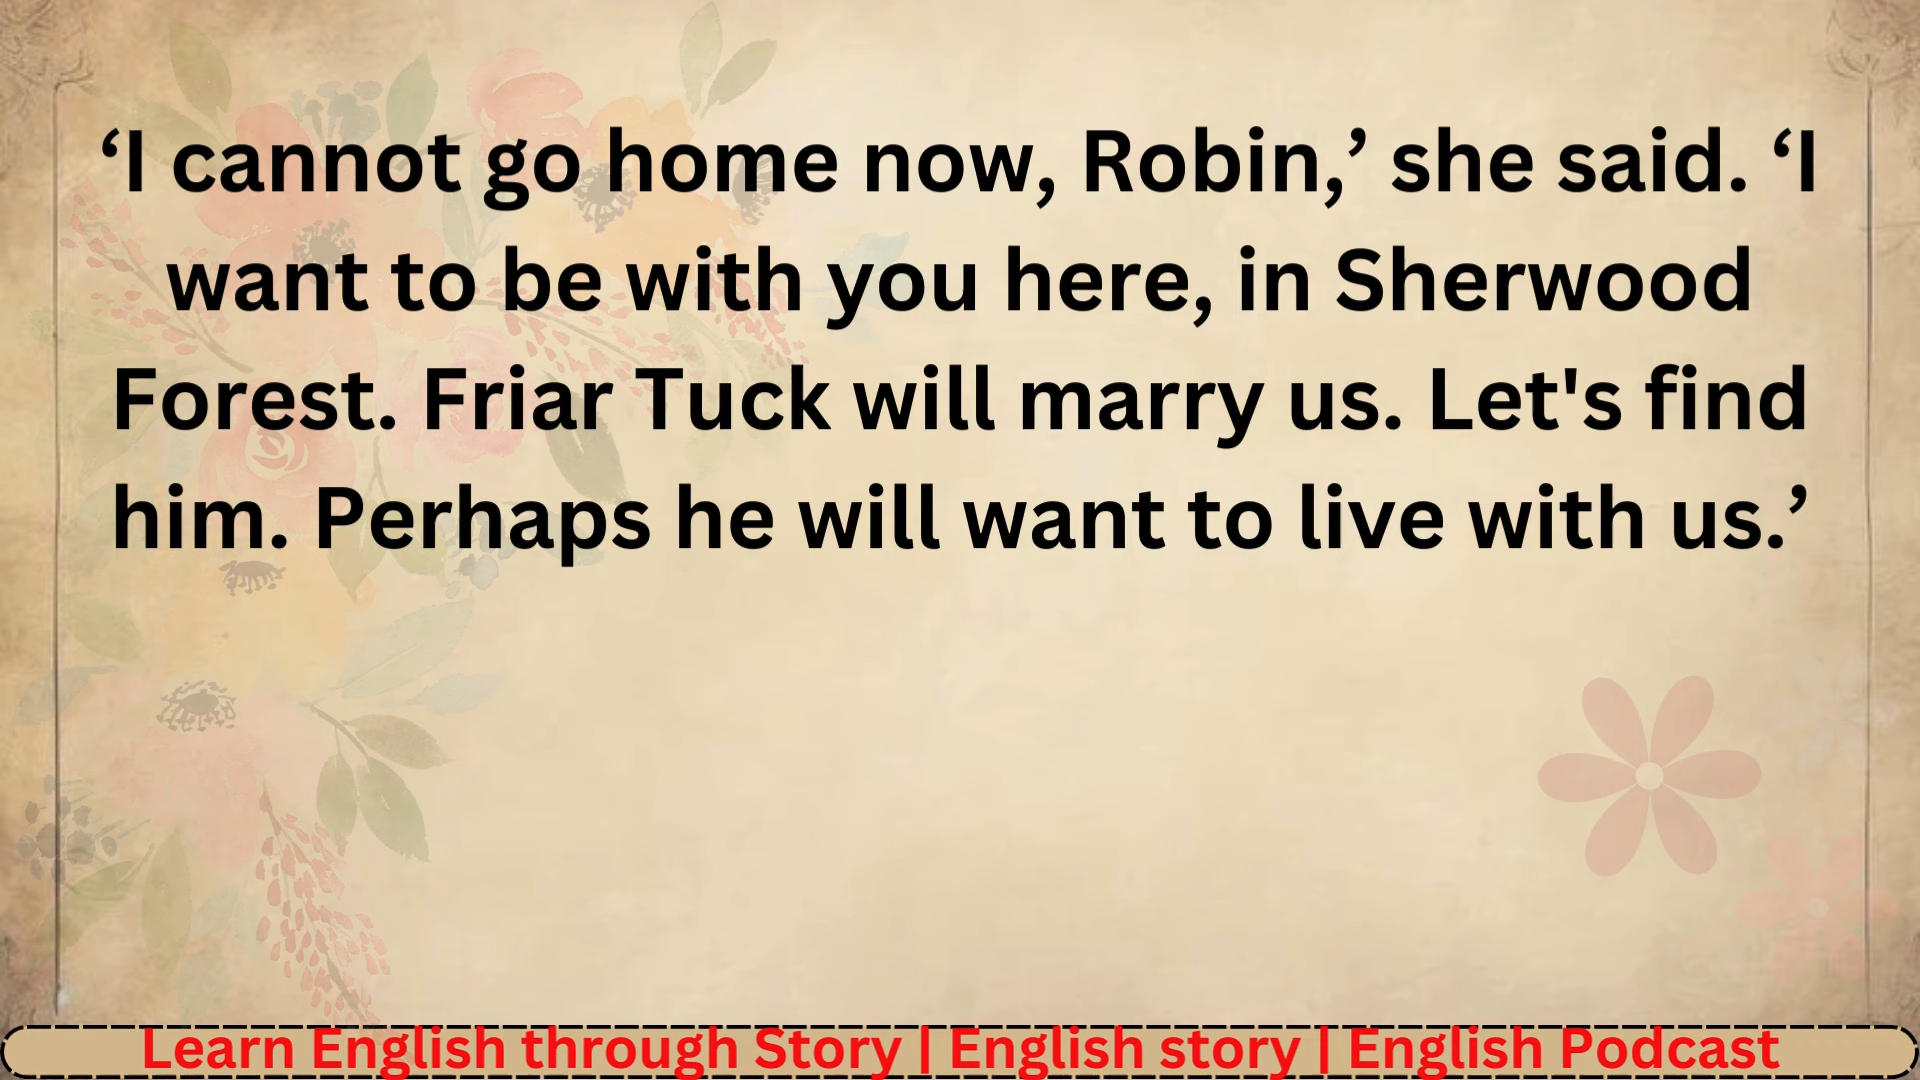 ‘I cannot go home now, Robin,’ she said. ‘I
want to be with you here, in Sherwood
Forest. Friar Tuck will marry us. Let's find
him. Perhaps he will want to live with us.’
Learn English through Story | English story | English Podcast